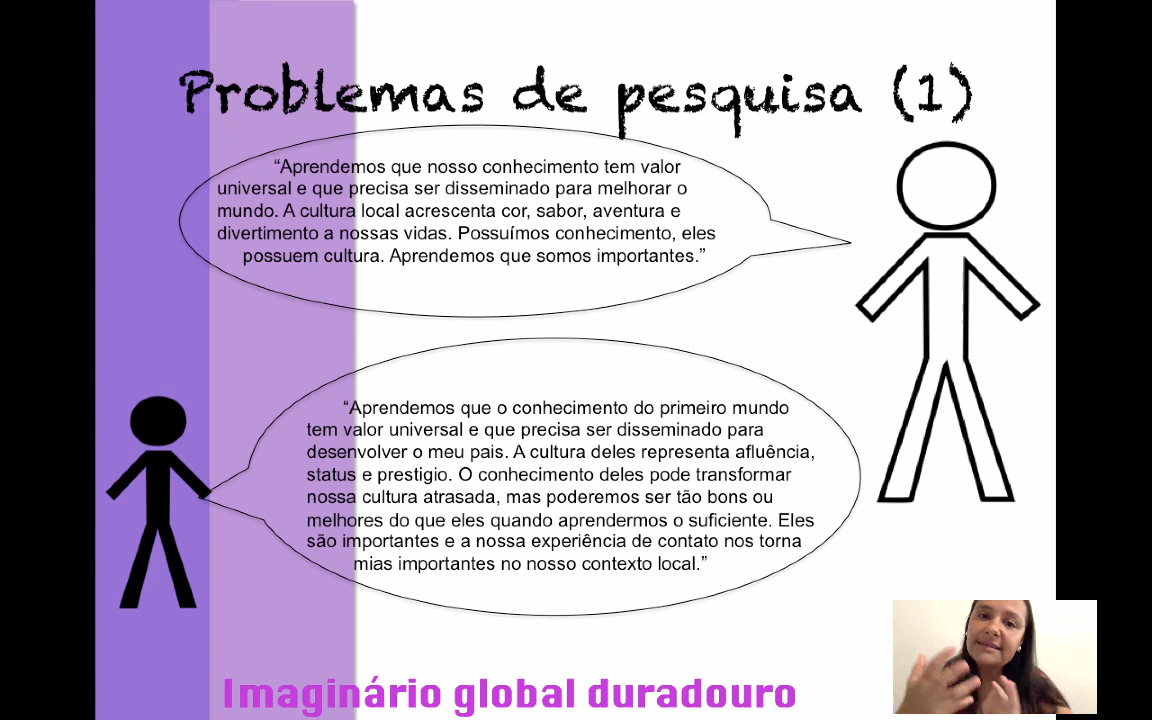 Problemas de pesquisa (1)
“Aprendemos que nosso conhecimento tem valor
universal e que precisa ser disseminado para melhorar o
mundo. A cultura local acrescenta cor, sabor, aventura e
divertimento a nossas vidas. Possuímos conhecimento, eles
possuem cultura. Aprendemos que somos importantes.”
“Aprendemos que o conhecimento do primeiro mundo
tem valor universal e que precisa ser disseminado para
desenvolver o meu pais. A cultura deles representa afluência,
status e prestigio. O conhecimento deles pode transformar
nossa cultura atrasada, mas poderemos ser tão bons ou
melhores do que eles quando aprendermos o suficiente. Eles
são importantes e a nossa experiência de contato nos torna
mias importantes no nosso contexto local.”
Imaginário global duradouro